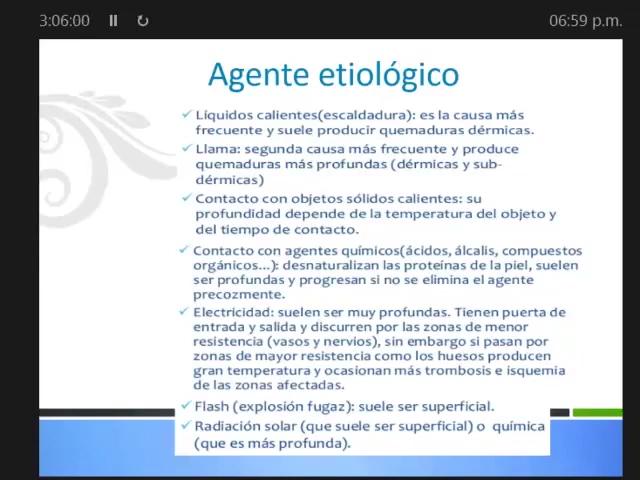 3:06:00
06:59 p.m.
Agente etiológico
Líquidos calientes(escaldadura): es la causa más
frecuente y suele producir quemaduras dérmicas.
Llama: segunda causa más frecuente y produce
quemaduras más profundas (dérmicas y sub-
dérmicas)
Contacto con objetos sólidos calientes: su
profundidad depende de la temperatura del objeto y
del tiempo de contacto.
Contacto con agentes químicos(ácidos, álcalis, compuestos
orgánicos...): desnaturalizan las proteínas de la piel, suelen
ser profundas y progresan si no se elimina el agente
precozmente.
Electricidad: suelen ser muy profundas. Tienen puerta de
entrada y salida y discurren por las zonas de menor
resistencia (vasos y nervios), sin embargo si pasan por
zonas de mayor resistencia como los huesos producen
gran temperatura y ocasionan más trombosis e isquemia
de las zonas afectadas.
Flash (explosión fugaz): suele ser superficial.
Radiación solar (que suele ser superficial) o química
(que es más profunda).